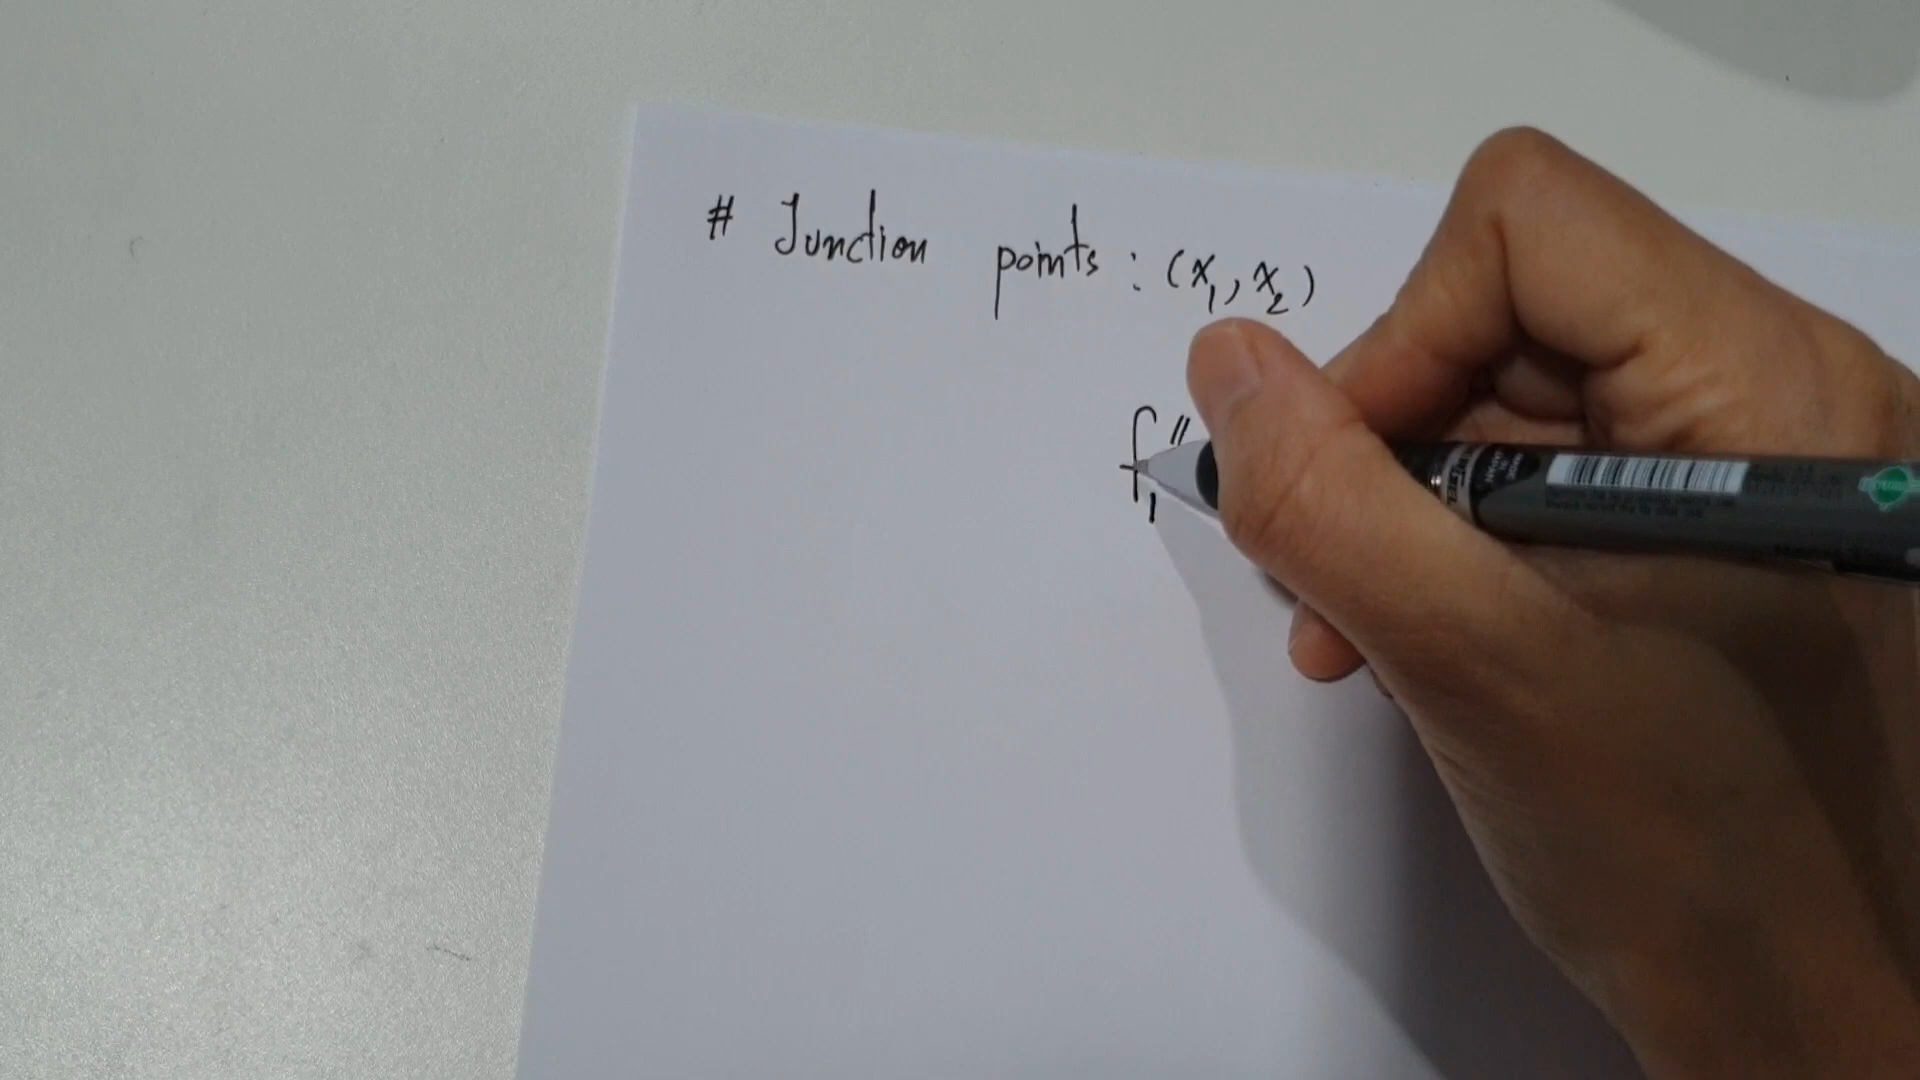 # Junction points : (x₁, x₂)
f₁″